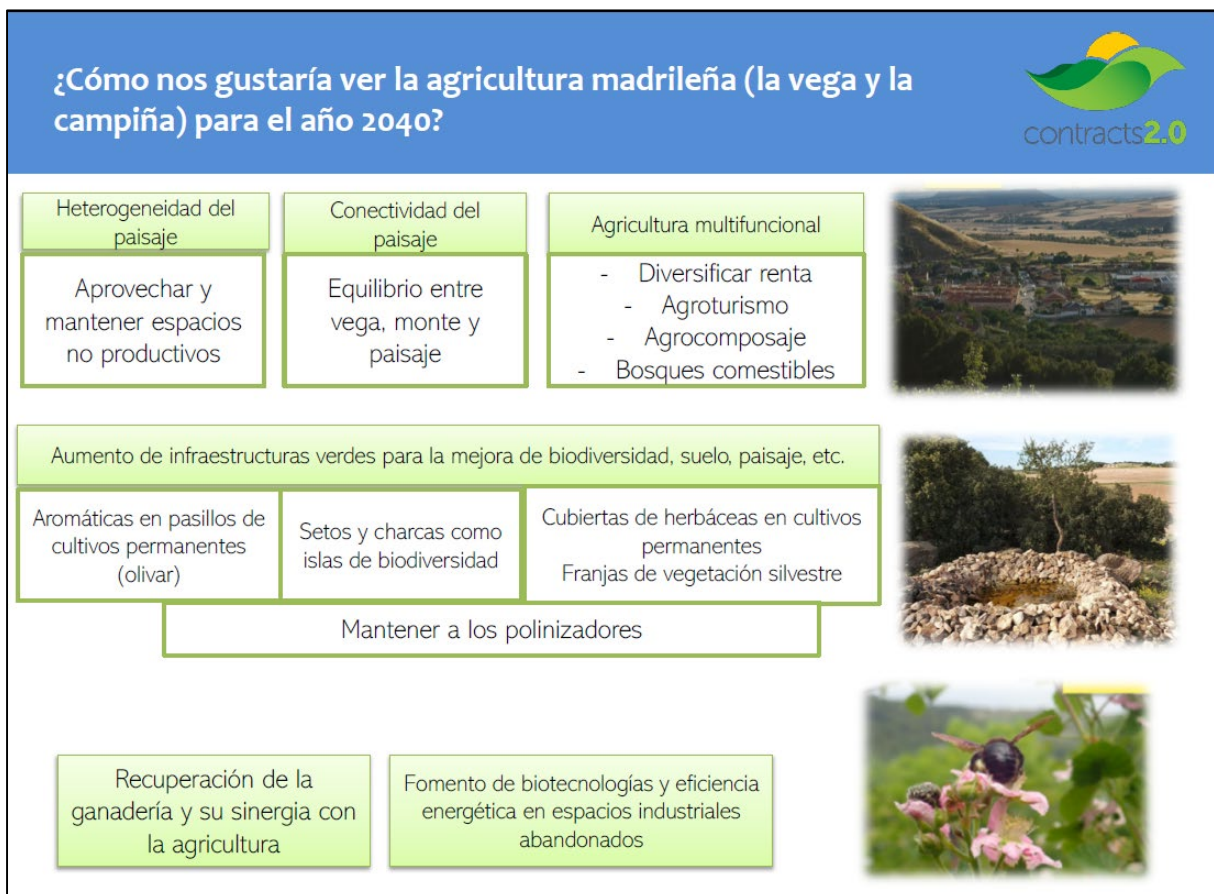 ¿Cómo nos gustaría ver la agricultura madrileña (la vega y la
campiña) para el año 2040?
contracts2.0
Heterogeneidad del
paisaje
Aprovechar y
mantener espacios
no productivos
Conectividad del
paisaje
Equilibrio entre
vega, monte y
paisaje
Agricultura multifuncional
- Diversificar renta
- Agroturismo
- Agrocomposaje
- Bosques comestibles
Aumento de infraestructuras verdes para la mejora de biodiversidad, suelo, paisaje, etc.
Aromáticas en pasillos de
cultivos permanentes
(olivar)
Setos y charcas como
islas de biodiversidad
Cubiertas de herbáceas en cultivos
permanentes
Franjas de vegetación silvestre
Mantener a los polinizadores
Recuperación de la
ganadería y su sinergia con
la agricultura
Fomento de biotecnologías y eficiencia
energética en espacios industriales
abandonados